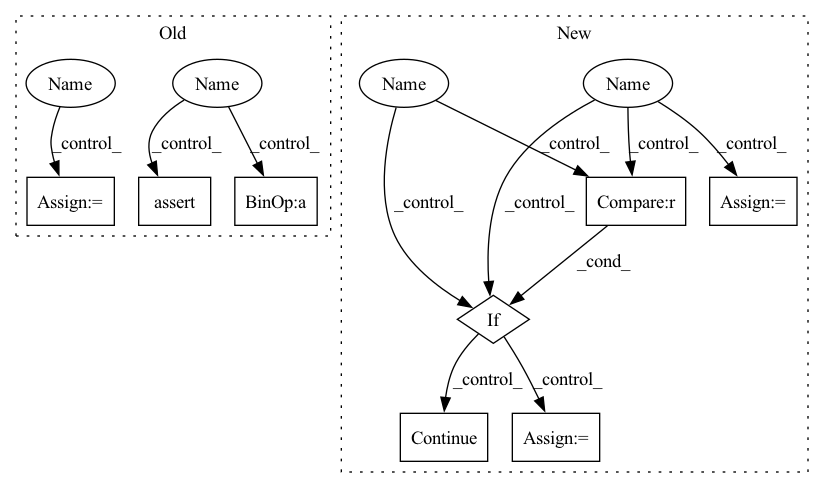 Old
New
Name
Name
Name
Name
_control_
_control_
_control_
_control_
_control_
_control_
Assign:=
assert
BinOp:a
Compare:r
Assign:=
_control_
_control_
_cond_
If
_control_
_control_
Continue
Assign:=